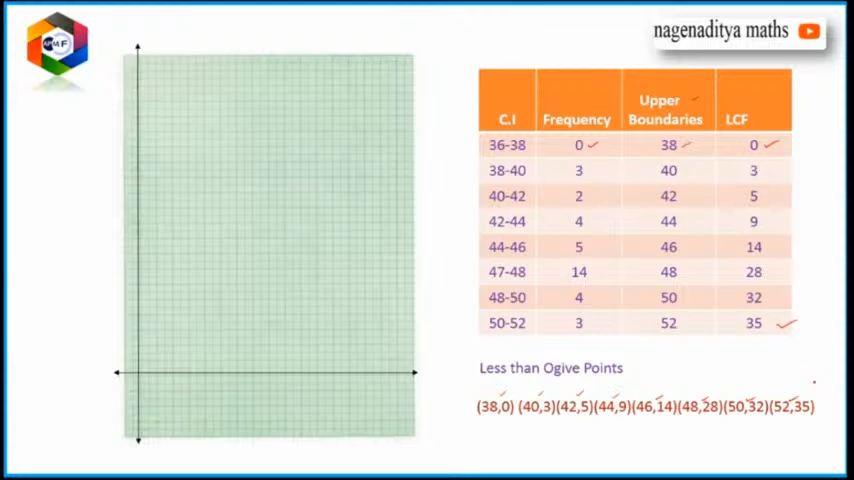 nagenaditya maths
C.I Frequency Upper Boundaries LCF
36-38 0 38 0
38-40 3 40 3
40-42 2 42 5
42-44 4 44 9
44-46 5 46 14
47-48 14 48 28
48-50 4 50 32
50-52 3 52 35
Less than Ogive Points
(38,0) (40,3)(42,5)(44,9)(46,14)(48,28)(50,32)(52,35)